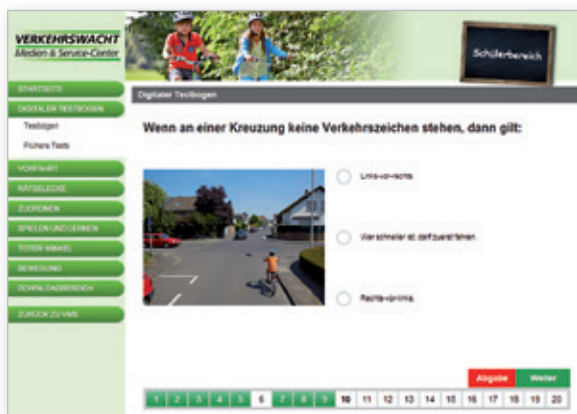 VERKEHRSWACHT
Medien & Service-Center
Schülerbereich
STARTSEITE
DIGITALER TESTBOGEN
Testbögen
Frühere Tests
VORFAHRT
RÄTSELECKE
ZUORDNEN
SPIELEN UND LERNEN
TOTER WINKEL
BEWEGUNG
DOWNLOADBEREICH
ZURÜCK ZU VMS
Digitaler Testbogen
Wenn an einer Kreuzung keine Verkehrszeichen stehen, dann gilt:
Links-vor-rechts.
Wer schneller ist, darf zuerst fahren.
Rechts-vor-links.
Abgabe Weiter
1 2 3 4 5 6 7 8 9 10 11 12 13 14 15 16 17 18 19 20